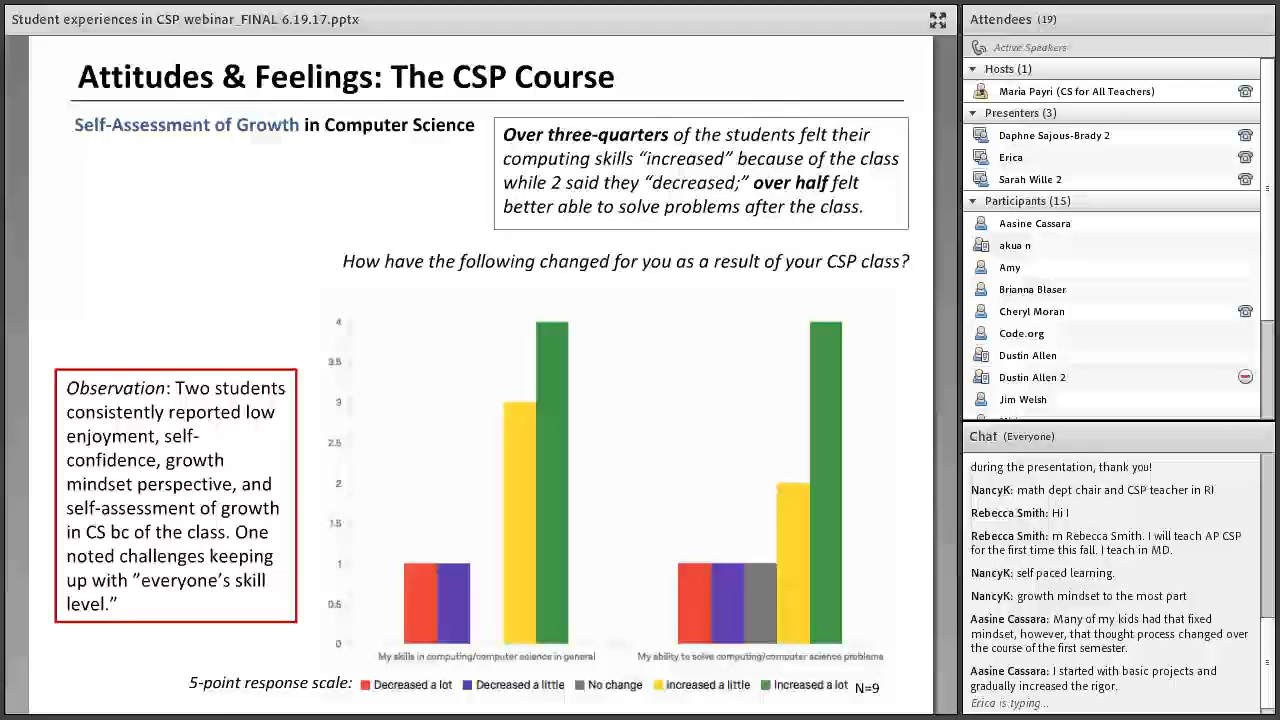 Student experiences in CSP webinar_FINAL 6.19.17.pptx
Attitudes & Feelings: The CSP Course
Self-Assessment of Growth in Computer Science
Over three-quarters of the students felt their
computing skills “increased” because of the class
while 2 said they “decreased;” over half felt
better able to solve problems after the class.
How have the following changed for you as a result of your CSP class?
Observation: Two students
consistently reported low
enjoyment, self-
confidence, growth
mindset perspective, and
self-assessment of growth
in CS bc of the class. One
noted challenges keeping
up with ”everyone’s skill
level.”
4
3.5
3
2.5
2
1.5
1
0.5
0
My skills in computing/computer science in general
My ability to solve computing/computer science problems
5-point response scale: Decreased a lot Decreased a little No change Increased a little Increased a lot N=9
Attendees (19)
Active Speakers
Hosts (1)
Maria Payri (CS for All Teachers)
Presenters (3)
Daphne Sajous-Brady 2
Erica
Sarah Wille 2
Participants (15)
Aasine Cassara
akua n
Amy
Brianna Blaser
Cheryl Moran
Code.org
Dustin Allen
Dustin Allen 2
Jim Welsh
Chat (Everyone)
during the presentation, thank you!
NancyK: math dept chair and CSP teacher in RI
Rebecca Smith: Hi !
Rebecca Smith: m Rebecca Smith. I will teach AP CSP
for the first time this fall. I teach in MD.
NancyK: self paced learning.
NancyK: growth mindset to the most part
Aasine Cassara: Many of my kids had that fixed
mindset, however, that thought process changed over
the course of the first semester.
Aasine Cassara: I started with basic projects and
gradually increased the rigor.
Erica is typing...